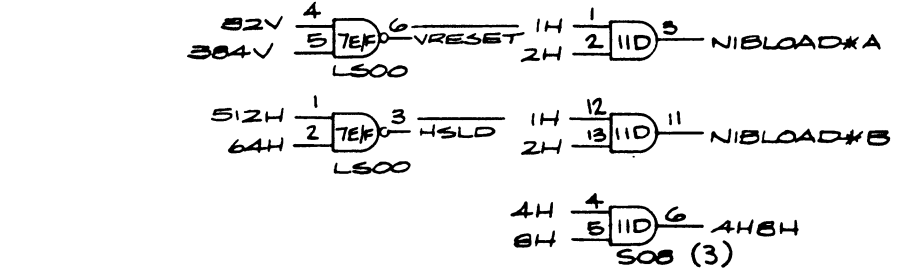 82V 4 6 VRESET
5 7E/F
384V
LS00
1H 1 3 NIBLOAD*A
2 11D
2H
512H 1 3 HSLD
2 7E/F
64H
LS00
1H 12 11 NIBLOAD*B
13 11D
2H
4H 4 6 4H8H
5 11D
8H
S08 (3)